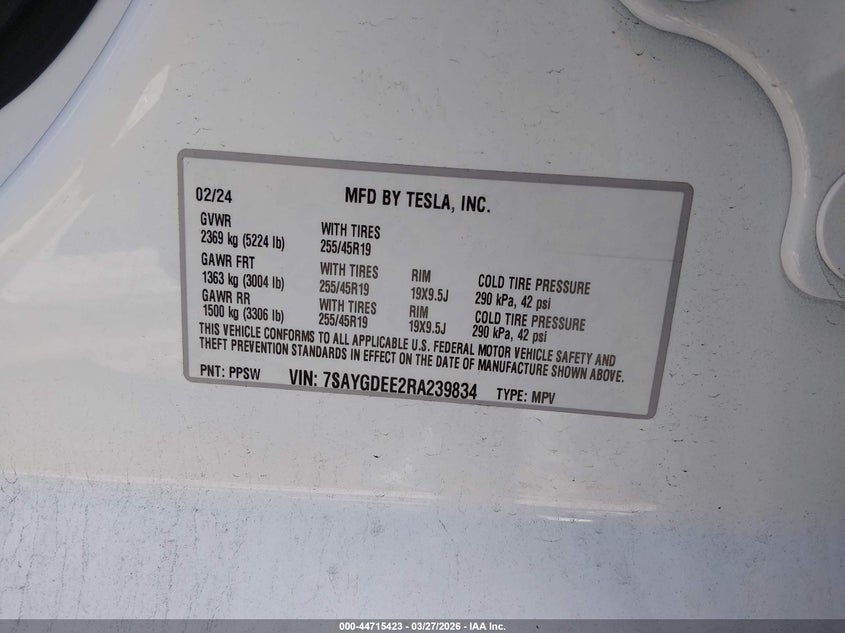 02/24 MFD BY TESLA, INC.
GVWR WITH TIRES
2369 kg (5224 lb) 255/45R19
GAWR FRT WITH TIRES RIM COLD TIRE PRESSURE
1363 kg (3004 lb) 255/45R19 19X9.5J 290 kPa, 42 psi
GAWR RR WITH TIRES RIM COLD TIRE PRESSURE
1500 kg (3306 lb) 255/45R19 19X9.5J 290 kPa, 42 psi
THIS VEHICLE CONFORMS TO ALL APPLICABLE U.S. FEDERAL MOTOR VEHICLE SAFETY AND
THEFT PREVENTION STANDARDS IN EFFECT ON THE DATE OF MANUFACTURE SHOWN ABOVE.
PNT: PPSW VIN: 7SAYGDEE2RA239834 TYPE: MPV
000-44715423 | 03/27/2026 - IAA Inc.